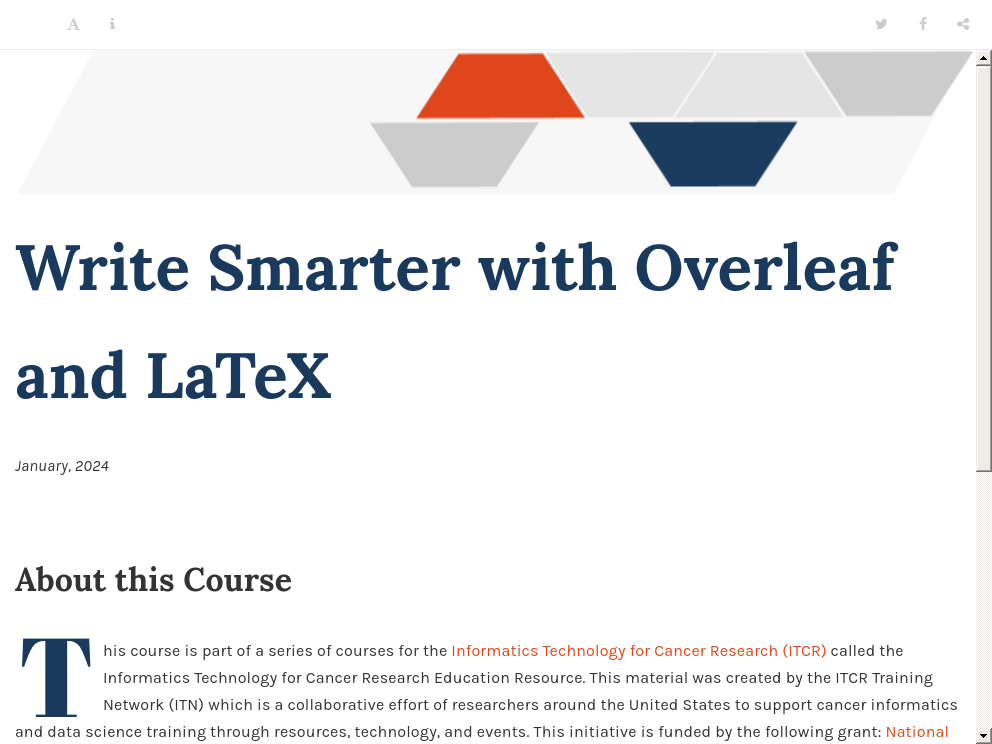 Write Smarter with Overleaf
and LaTeX
January, 2024
About this Course
This course is part of a series of courses for the Informatics Technology for Cancer Research (ITCR) called the
Informatics Technology for Cancer Research Education Resource. This material was created by the ITCR Training
Network (ITN) which is a collaborative effort of researchers around the United States to support cancer informatics
and data science training through resources, technology, and events. This initiative is funded by the following grant: National